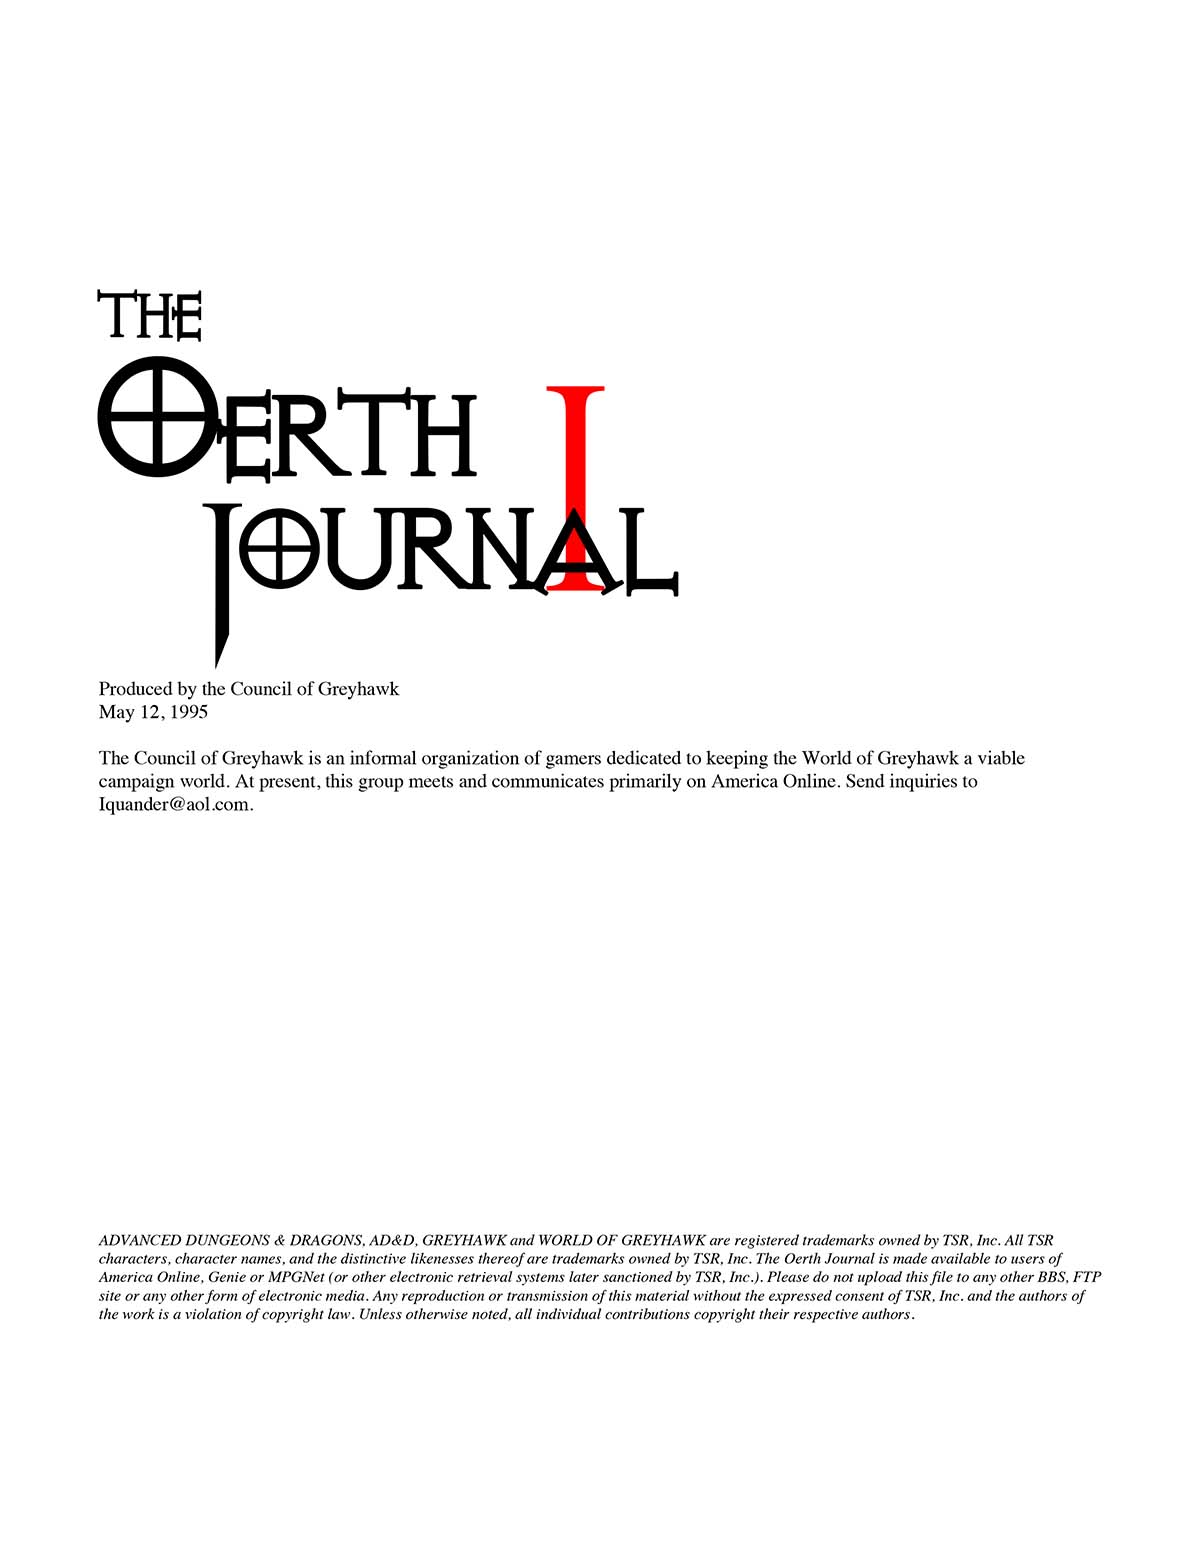 THE
OERTH I
JOURNAL
Produced by the Council of Greyhawk
May 12, 1995
The Council of Greyhawk is an informal organization of gamers dedicated to keeping the World of Greyhawk a viable
campaign world. At present, this group meets and communicates primarily on America Online. Send inquiries to
Iquander@aol.com.
ADVANCED DUNGEONS & DRAGONS, AD&D, GREYHAWK and WORLD OF GREYHAWK are registered trademarks owned by TSR, Inc. All TSR
characters, character names, and the distinctive likenesses thereof are trademarks owned by TSR, Inc. The Oerth Journal is made available to users of
America Online, Genie or MPGNet (or other electronic retrieval systems later sanctioned by TSR, Inc.). Please do not upload this file to any other BBS, FTP
site or any other form of electronic media. Any reproduction or transmission of this material without the expressed consent of TSR, Inc. and the authors of
the work is a violation of copyright law. Unless otherwise noted, all individual contributions copyright their respective authors.